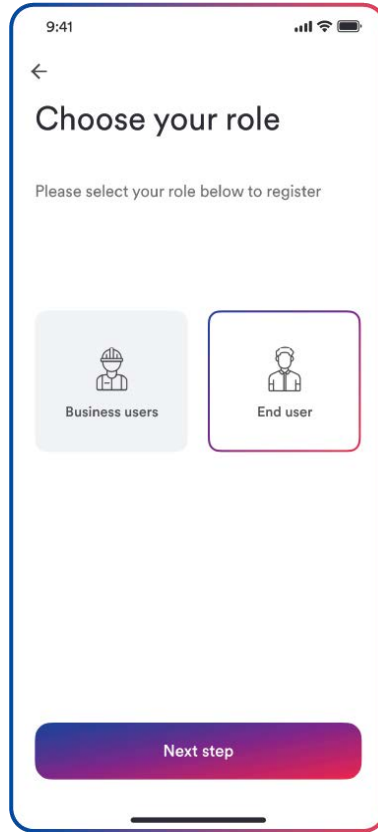 9:41
Choose your role
Please select your role below to register
Business users
End user
Next step